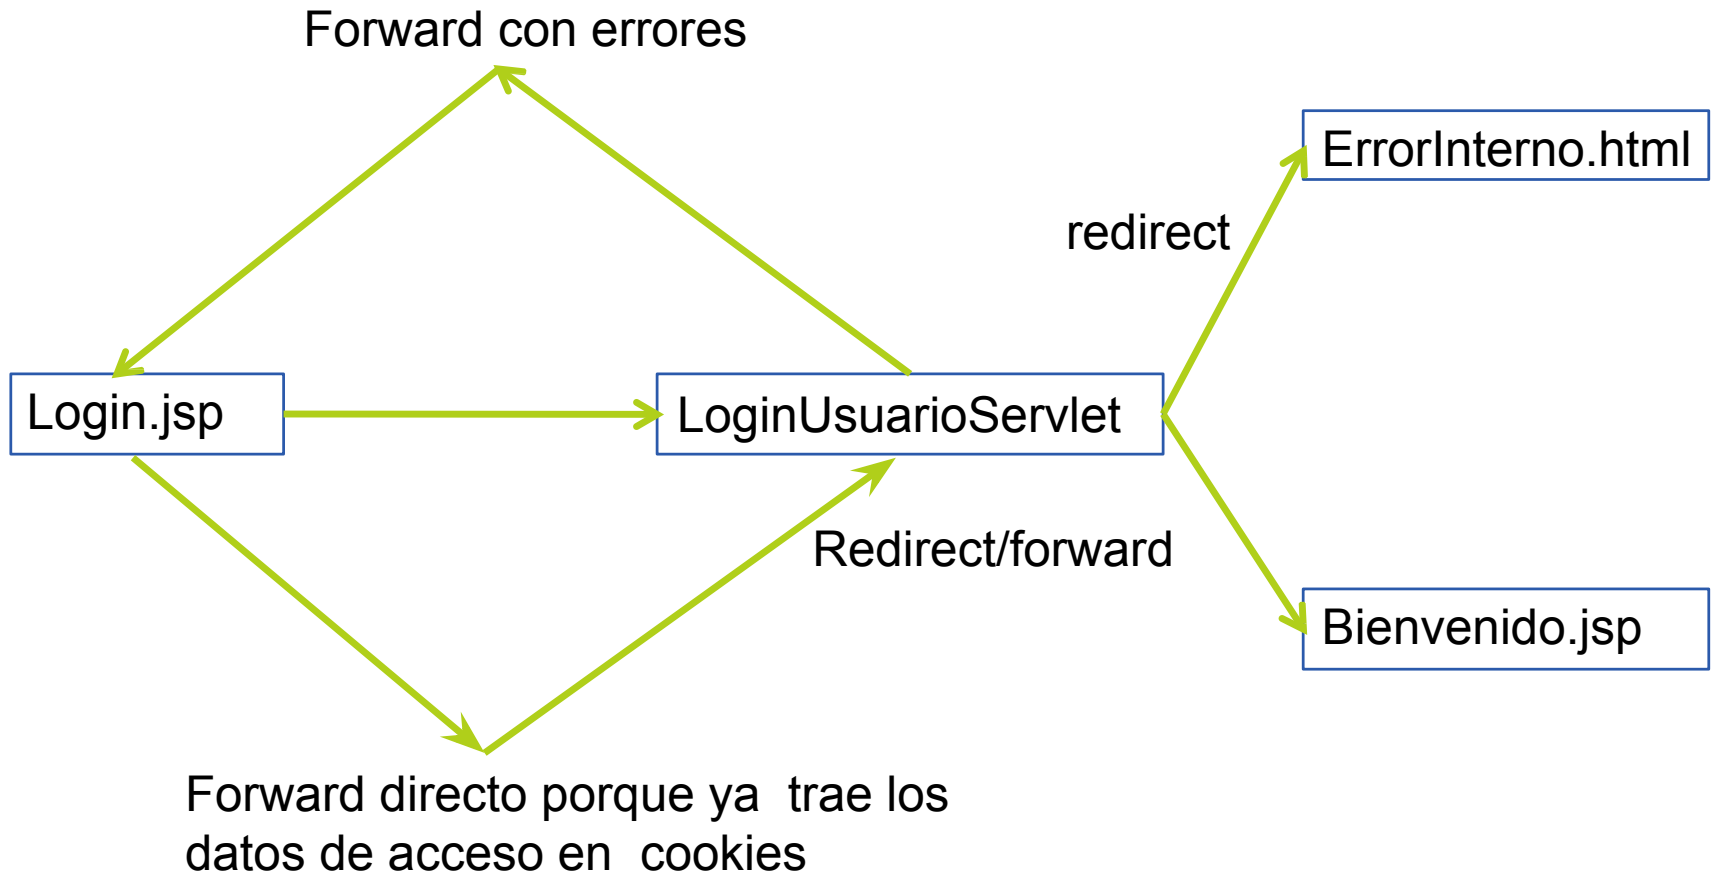 Forward con errores
ErrorInterno.html
redirect
Login.jsp
LoginUsuarioServlet
Redirect/forward
Bienvenido.jsp
Forward directo porque ya  trae los
datos de acceso en  cookies